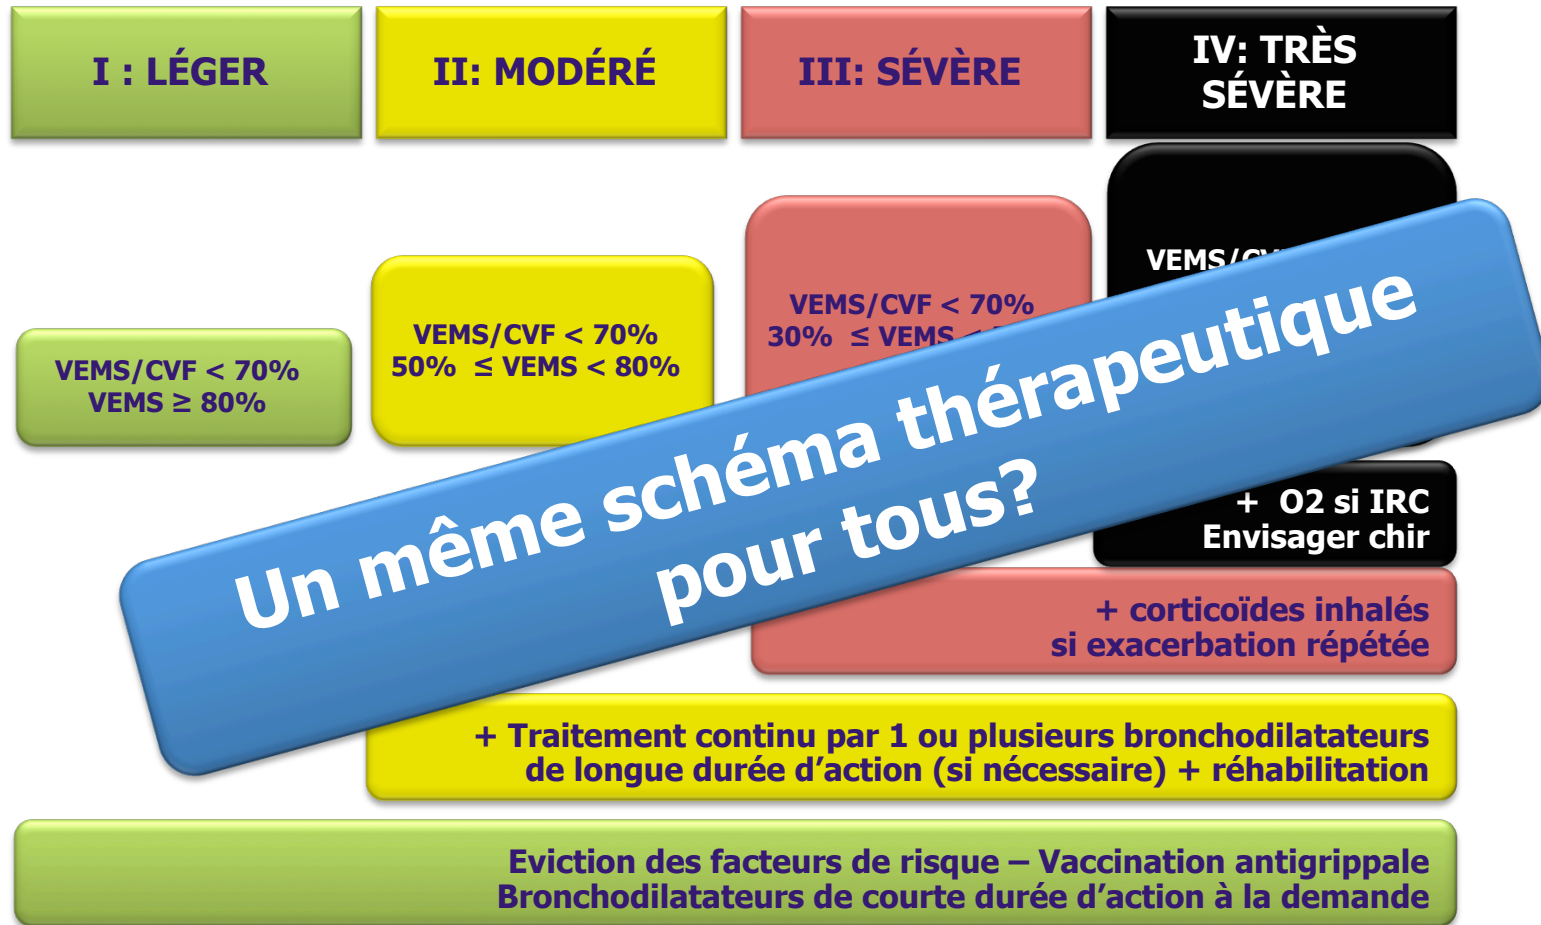 I : LÉGER
II: MODÉRÉ
III: SÉVÈRE
IV: TRÈS
SÉVÈRE
VEMS/CVF < 70%
VEMS ≥ 80%
VEMS/CVF < 70%
50% ≤ VEMS < 80%
VEMS/CVF < 70%
30% ≤ VEMS <
Un même schéma thérapeutique
pour tous?
+ O2 si IRC
Envisager chir
+ corticoïdes inhalés
si exacerbation répétée
+ Traitement continu par 1 ou plusieurs bronchodilatateurs
de longue durée d’action (si nécessaire) + réhabilitation
Eviction des facteurs de risque – Vaccination antigrippale
Bronchodilatateurs de courte durée d’action à la demande